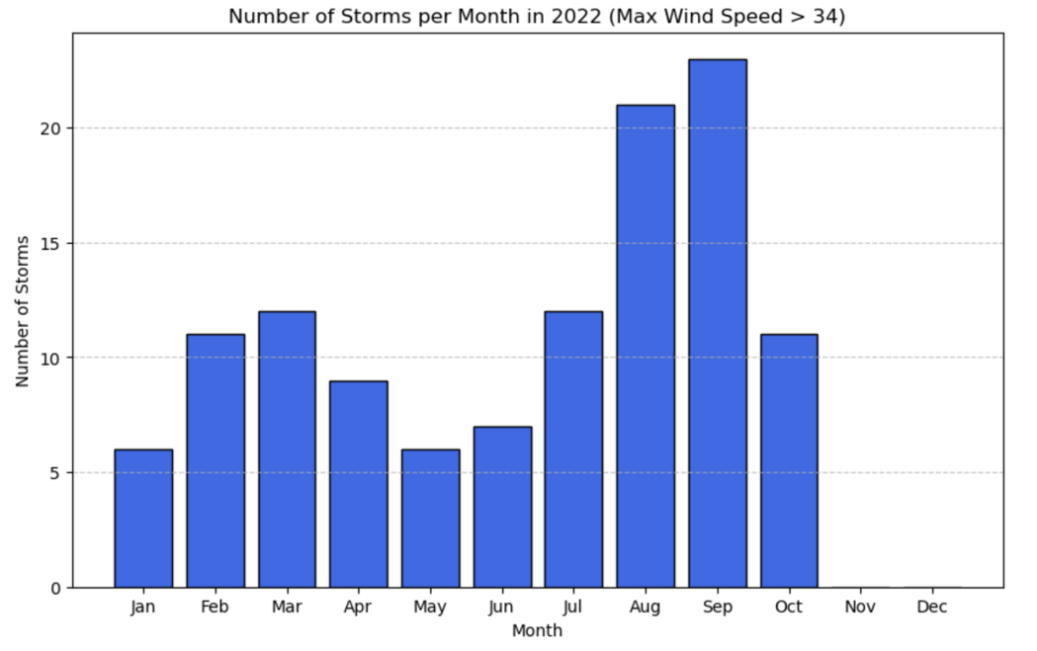 Number of Storms per Month in 2022 (Max Wind Speed > 34)
Number of Storms
20
15
10
5
0
Jan Feb Mar Apr May Jun Jul Aug Sep Oct Nov Dec
Month